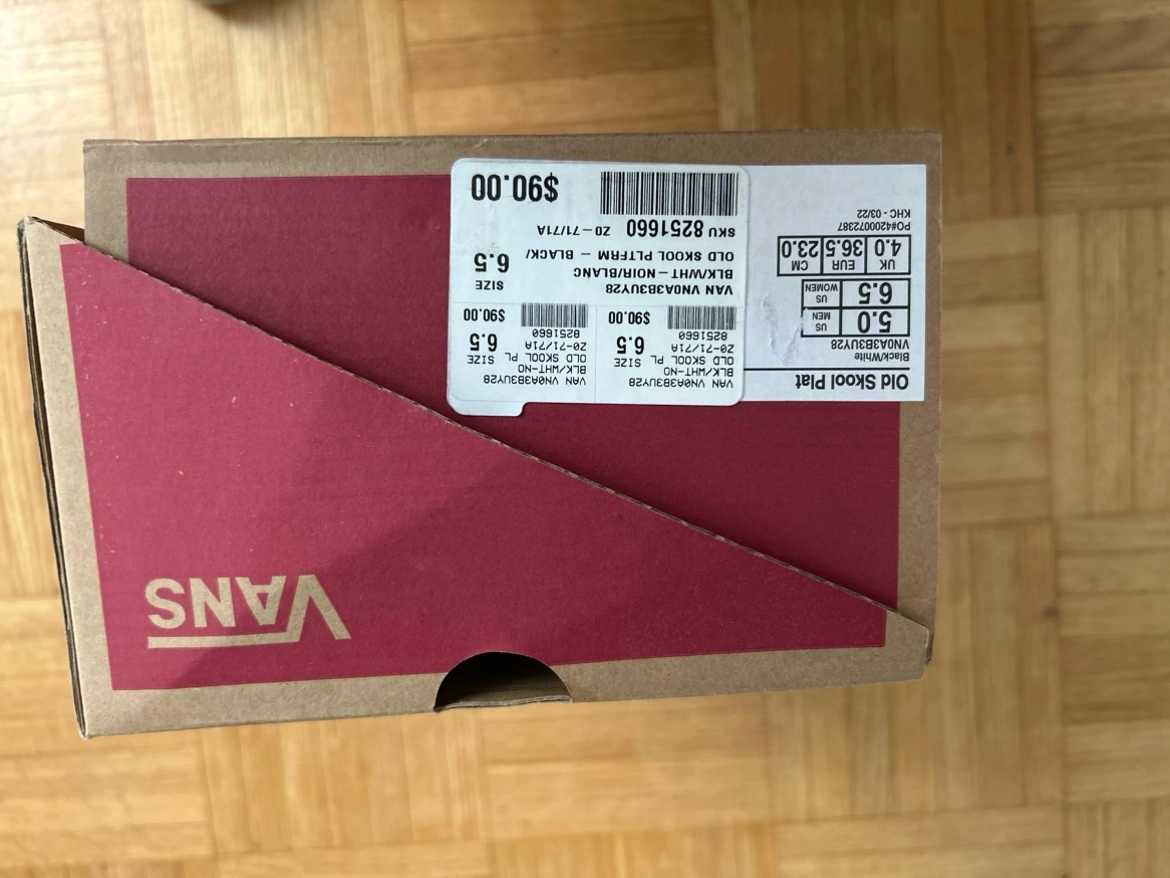 Old Skool Plat
Black/White
VN0A3B3UY28
5.0 US MEN
6.5 US WOMEN
UK EUR CM
4.0 36.5 23.0
PO#4200072387
KHC - 03/22
VAN VN0A3B3UY28
BLK/WHT-NO
OLD SKOOL PL
Z0-71/71A SIZE
8251660 6.5
$90.00
VAN VN0A3B3UY28
BLK/WHT-NO
OLD SKOOL PL
Z0-71/71A SIZE
8251660 6.5
$90.00
VAN VN0A3B3UY28
BLK/WHT - NOIR/BLANC
OLD SKOOL PLTFRM - BLACK/
SIZE
6.5
SKU 8251660 Z0-71/71A
$90.00
VANS